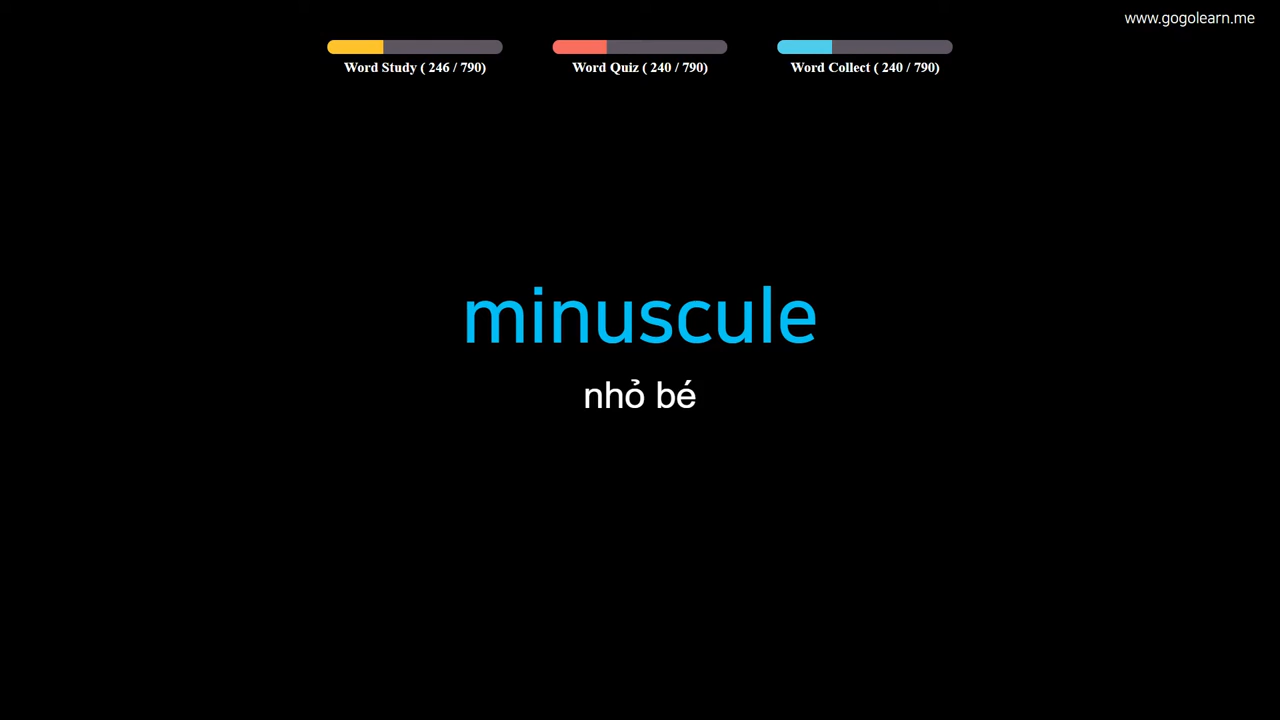 www.gogolearn.me
Word Study ( 246 / 790)
Word Quiz ( 240 / 790)
Word Collect ( 240 / 790)
minuscule
nhỏ bé